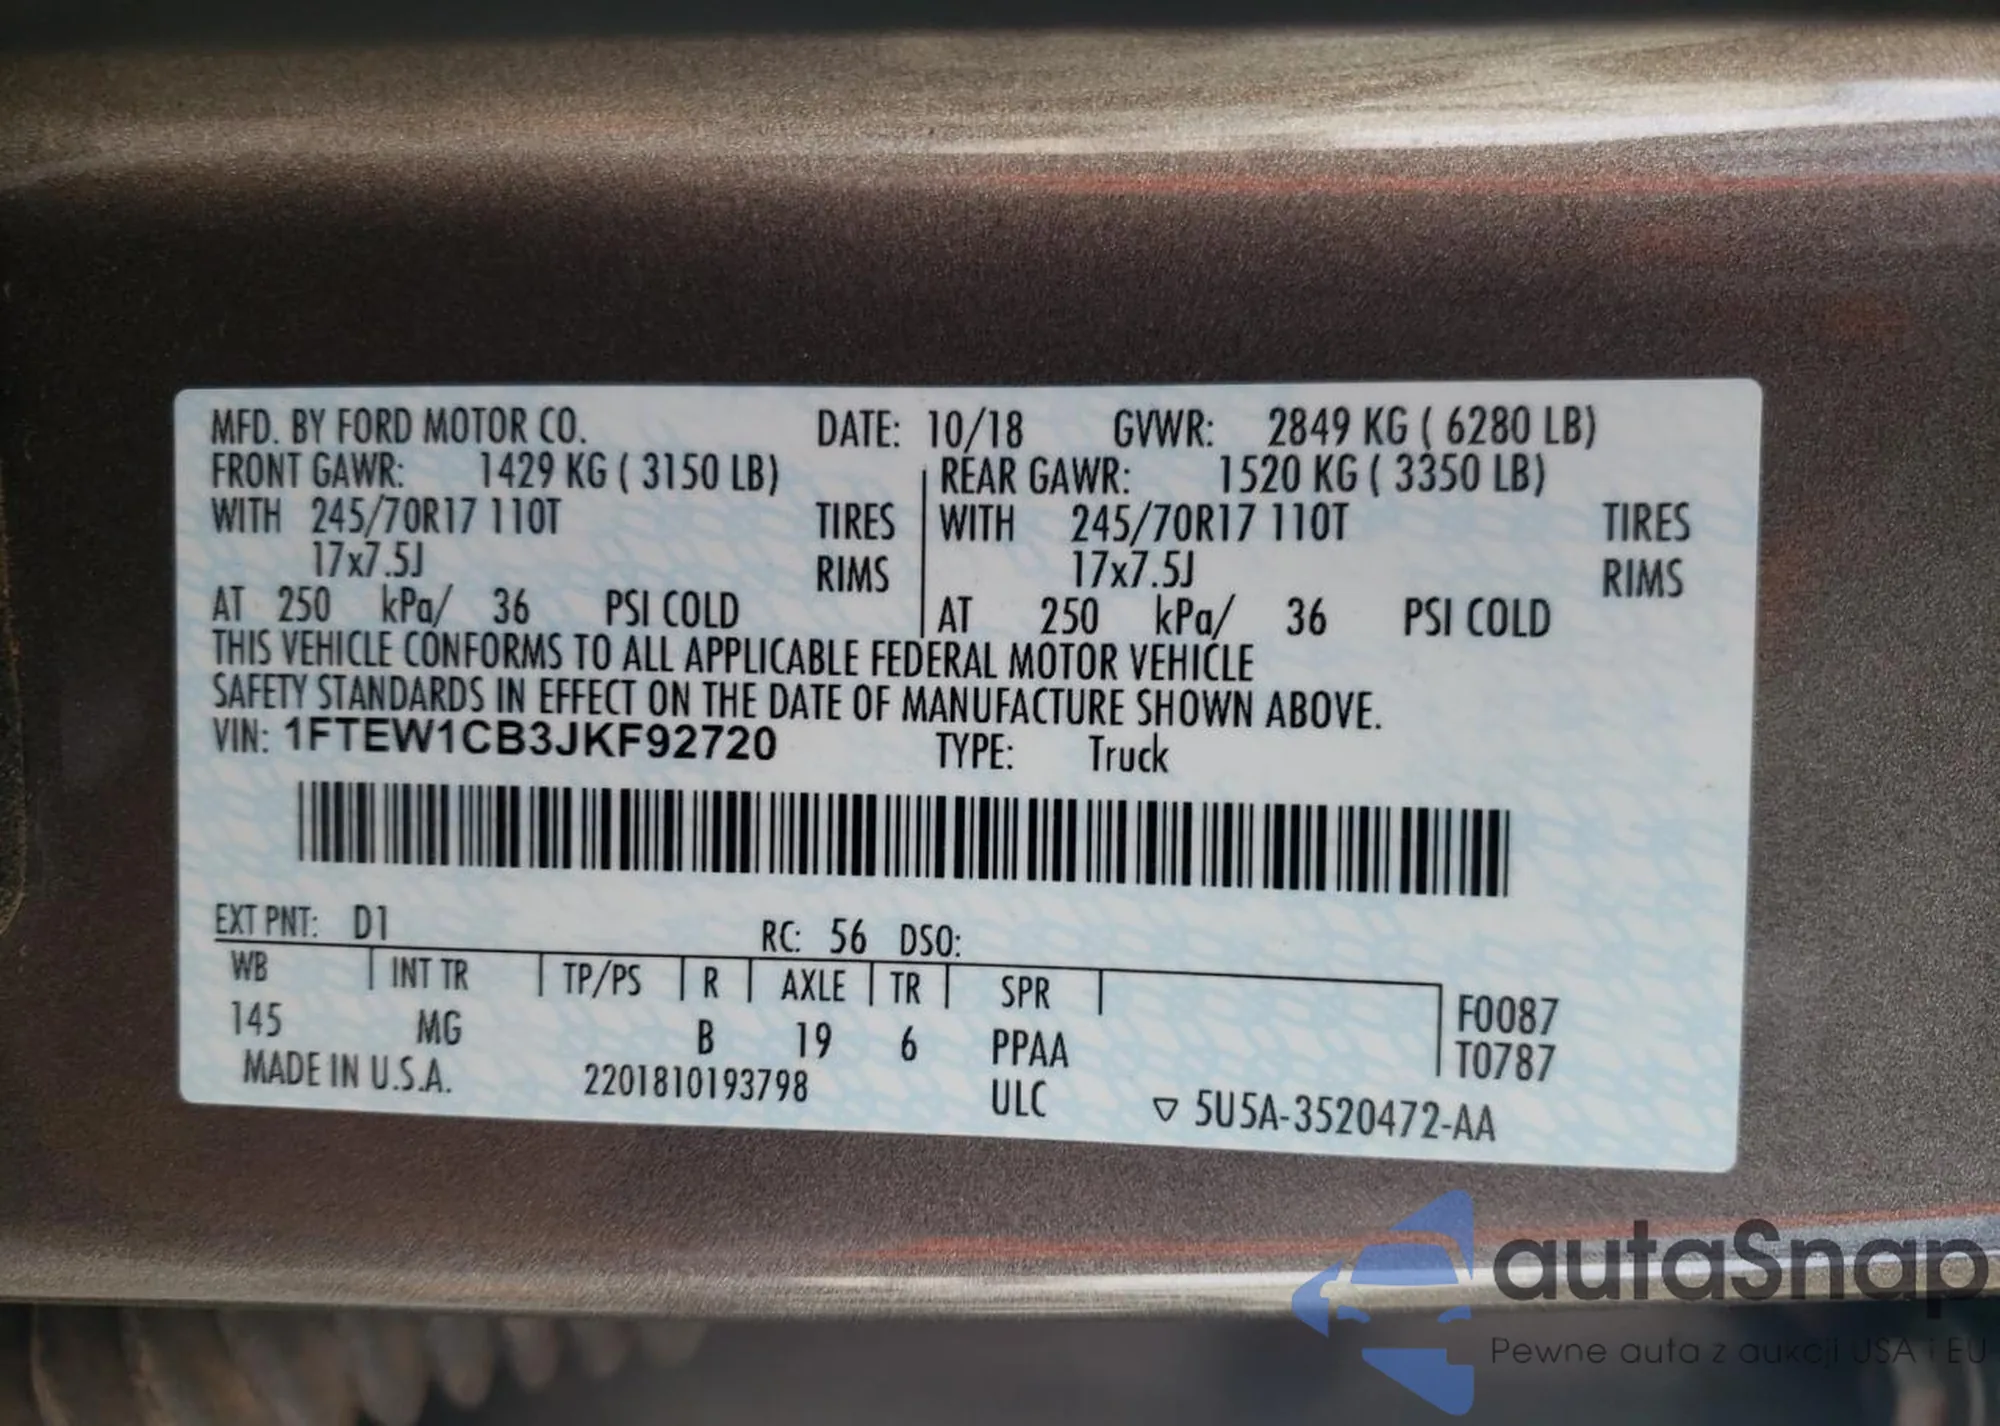 MFD. BY FORD MOTOR CO. DATE: 10/18 GVWR: 2849 KG ( 6280 LB)
FRONT GAWR: 1429 KG ( 3150 LB) REAR GAWR: 1520 KG ( 3350 LB)
WITH 245/70R17 110T TIRES WITH 245/70R17 110T TIRES
17x7.5J RIMS 17x7.5J RIMS
AT 250 kPa/ 36 PSI COLD AT 250 kPa/ 36 PSI COLD
THIS VEHICLE CONFORMS TO ALL APPLICABLE FEDERAL MOTOR VEHICLE
SAFETY STANDARDS IN EFFECT ON THE DATE OF MANUFACTURE SHOWN ABOVE.
VIN: 1FTEW1CB3JKF92720 TYPE: Truck
EXT PNT: D1 RC: 56 DSO:
WB INT TR TP/PS R AXLE TR SPR F0087
145 MG B 19 6 PPAA T0787
MADE IN U.S.A. 2201810193798 ULC ▽ 5U5A-3520472-AA
autaSnap
Pewne auta z aukcji USA i EU